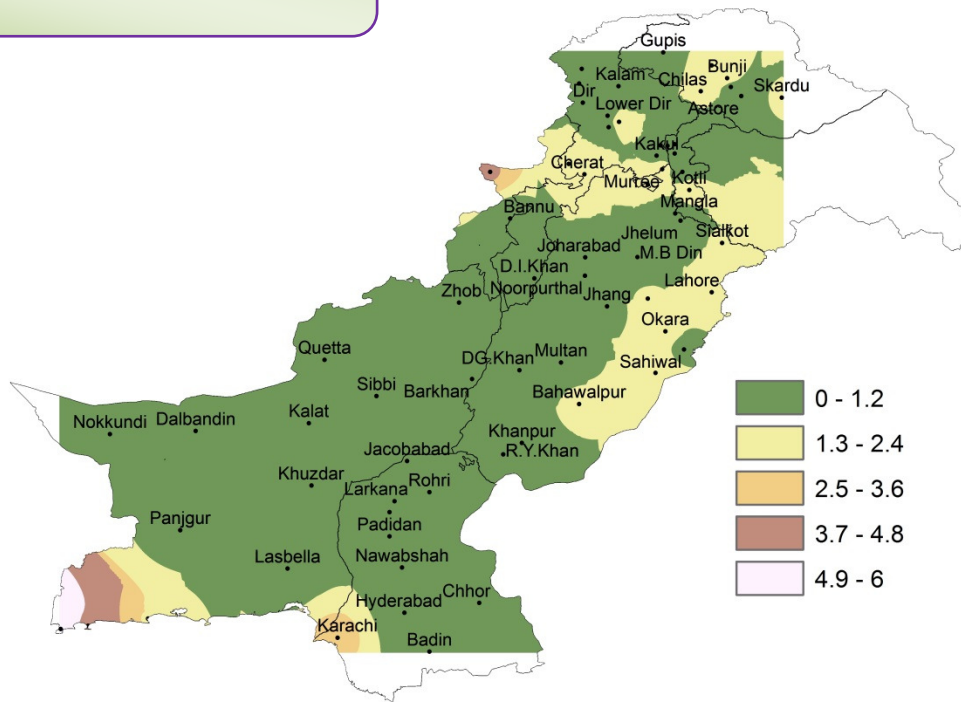 Gupis
Kalam
Chilas
Bunji
Skardu
Dir
Lower Dir
Astore
Kakul
Cherat
Murree
Kotli
Mangla
Bannu
Sialkot
Jhelum
Joharabad
M.B Din
D.I.Khan
Noorpurthal
Lahore
Zhob
Jhang
Okara
Quetta
DG.Khan
Multan
Sahiwal
Sibbi
Barkhan
Bahawalpur
Kalat
Nokkundi
Dalbandin
Khanpur
R.Y.Khan
Jacobabad
Khuzdar
Larkana
Rohri
Panjgur
Padidan
Lasbella
Nawabshah
Hyderabad
Chhor
Karachi
Badin
0 - 1.2
1.3 - 2.4
2.5 - 3.6
3.7 - 4.8
4.9 - 6